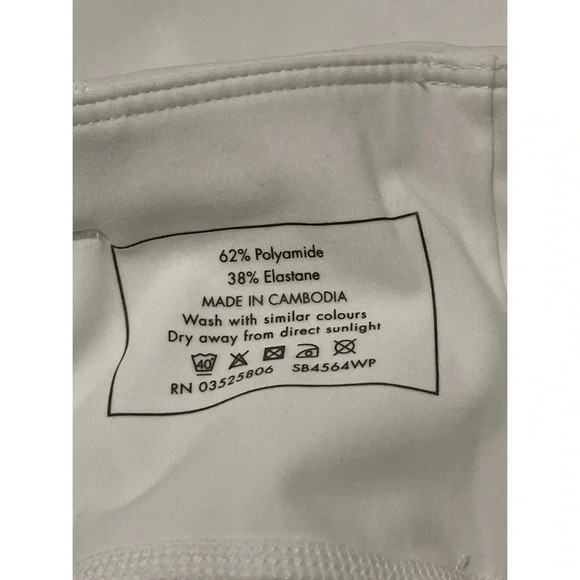 62% Polyamide
38% Elastane
MADE IN CAMBODIA
Wash with similar colours
Dry away from direct sunlight
40°
RN 03525806 SB4564WP